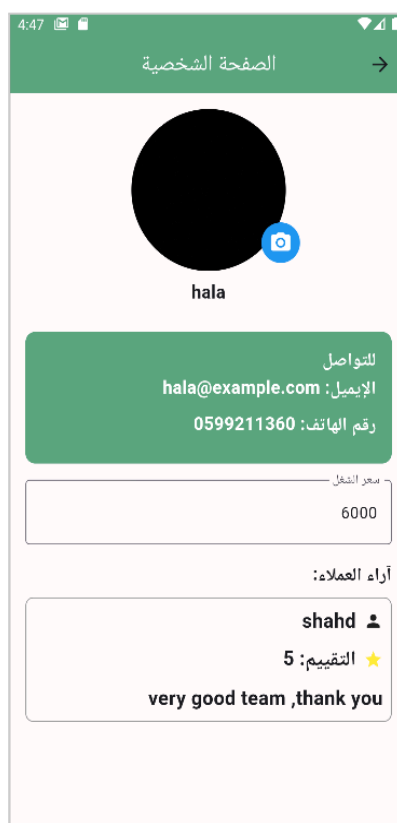 4:47
الصفحة الشخصية
hala
للتواصل
الإيميل: hala@example.com
رقم الهاتف: 0599211360
سعر الشغل
6000
آراء العملاء:
shahd
التقييم: 5
very good team ,thank you